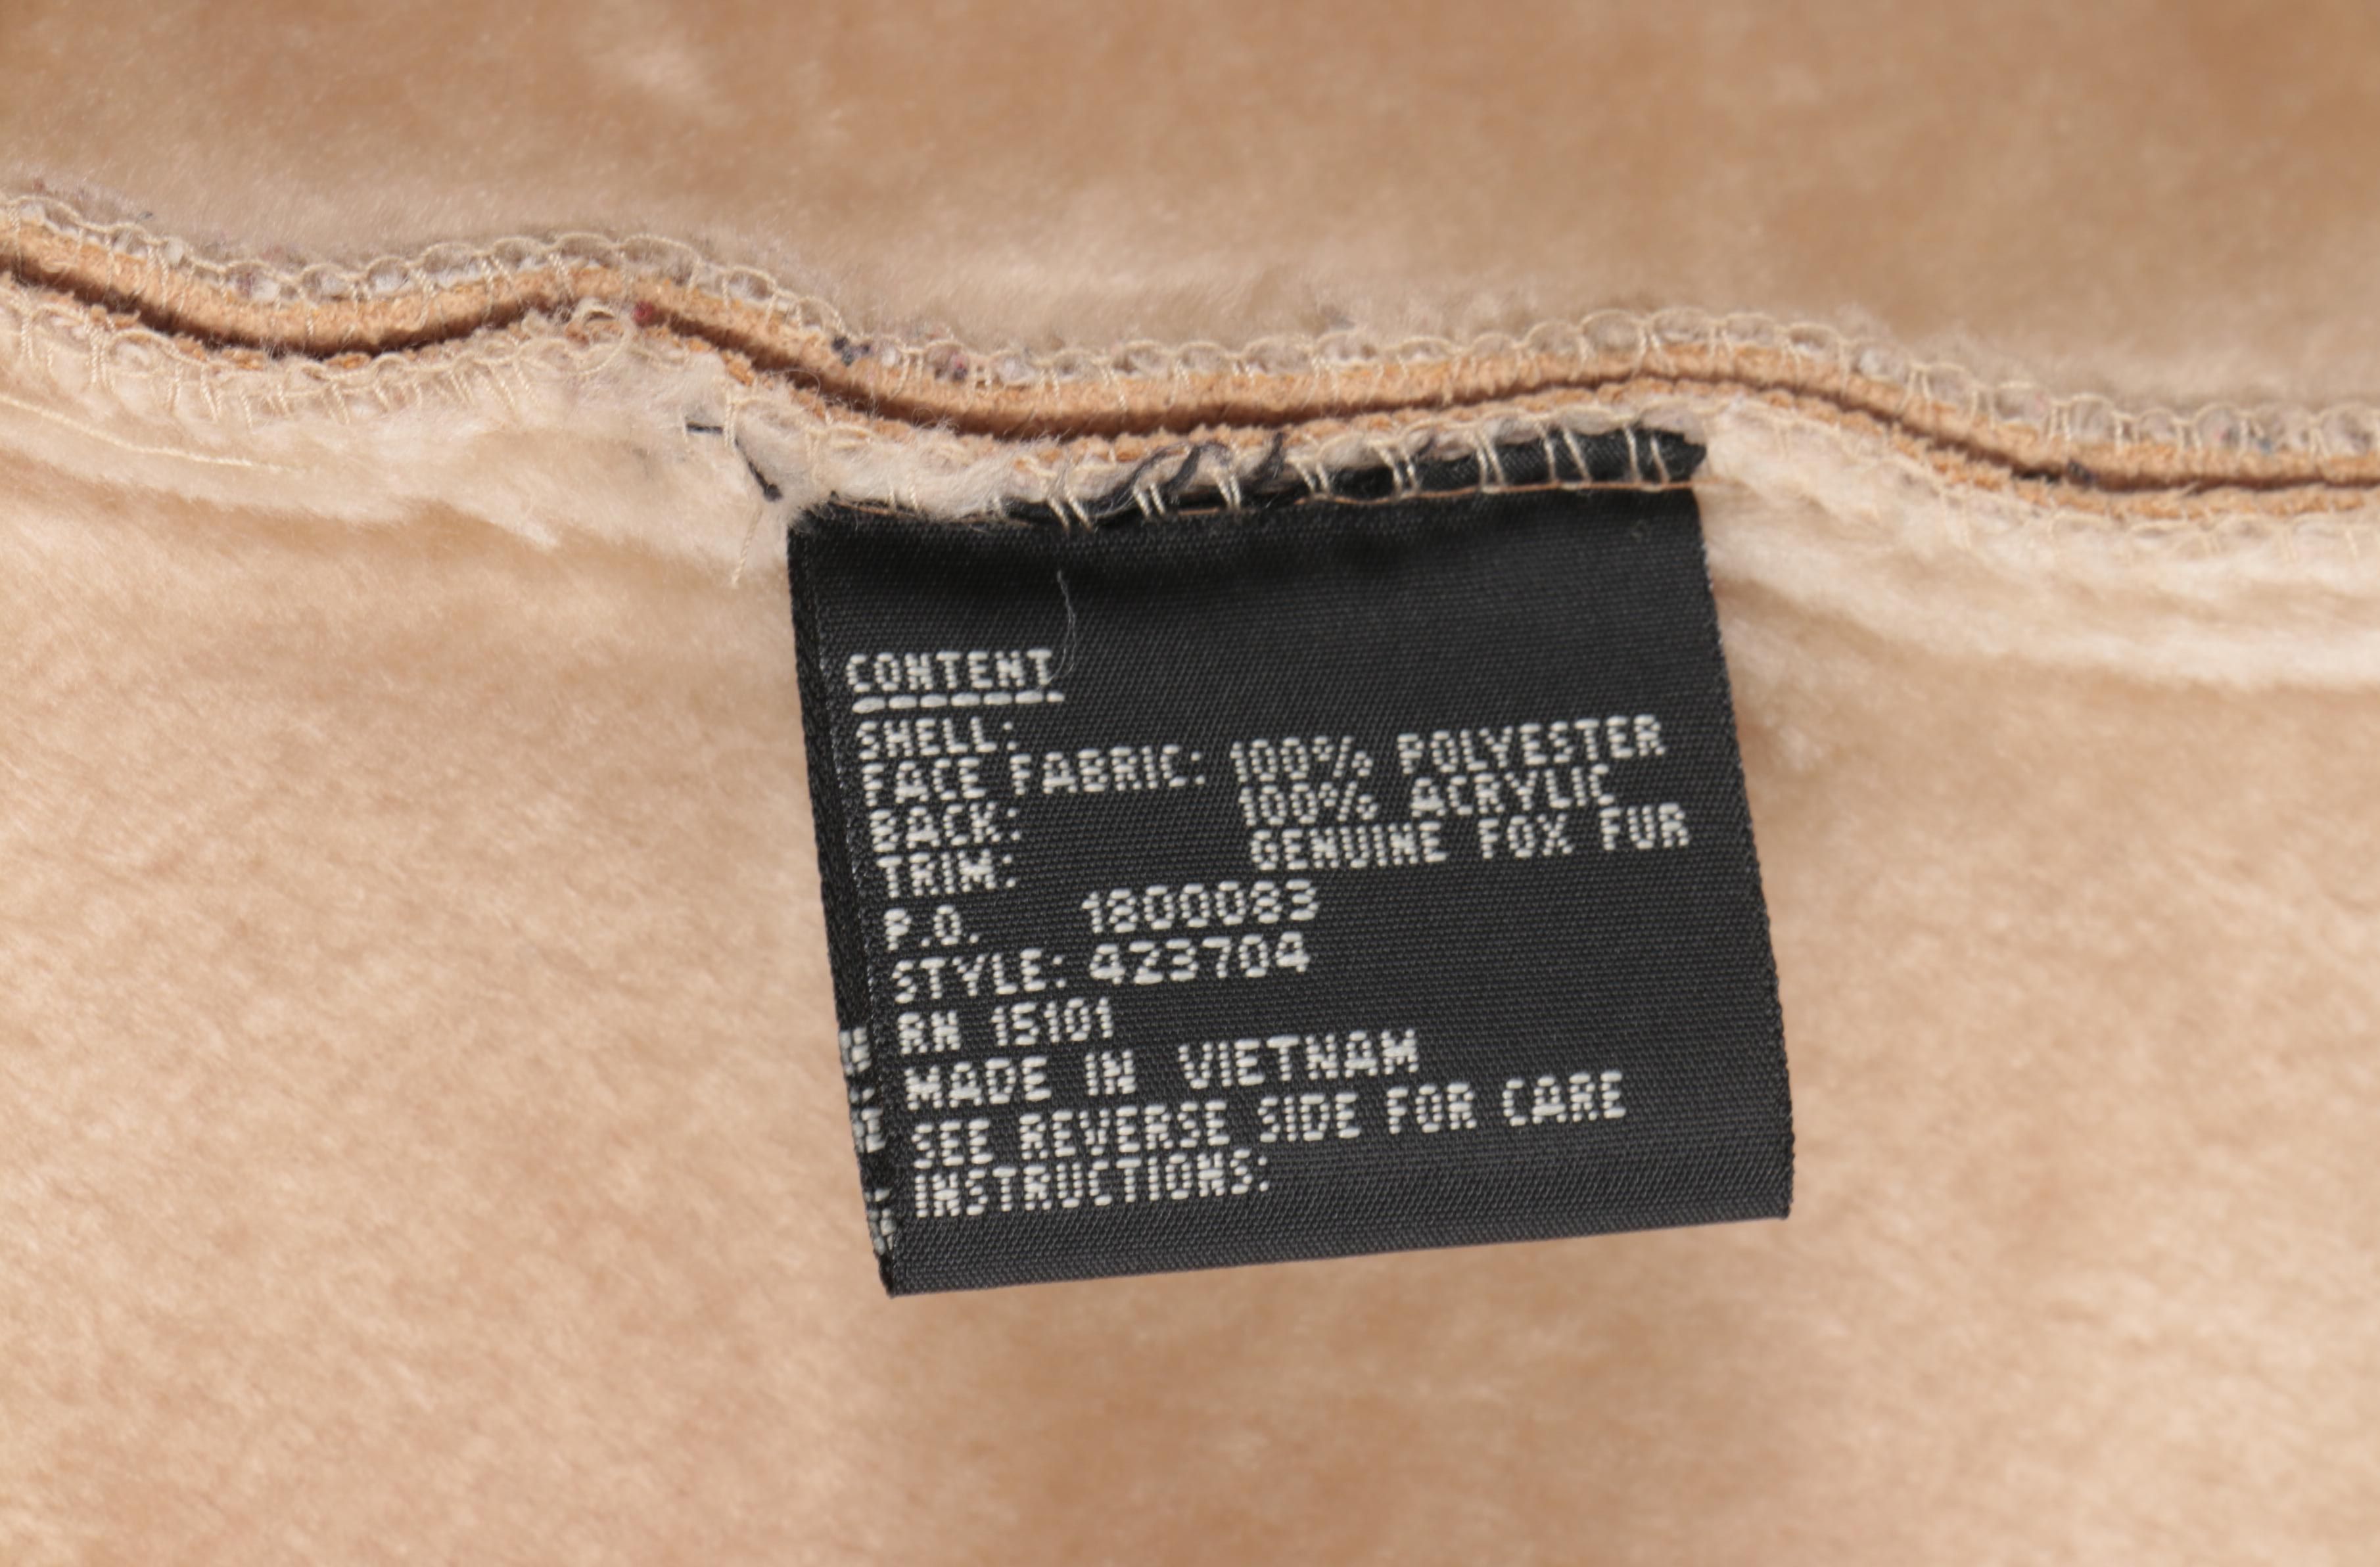 CONTENT
SHELL:
FACE FABRIC: 100% POLYESTER
BACK: 100% ACRYLIC
TRIM: GENUINE FOX FUR
P.O. 1800083
STYLE: 423704
RN 15101
MADE IN VIETNAM
SEE REVERSE SIDE FOR CARE
INSTRUCTIONS: